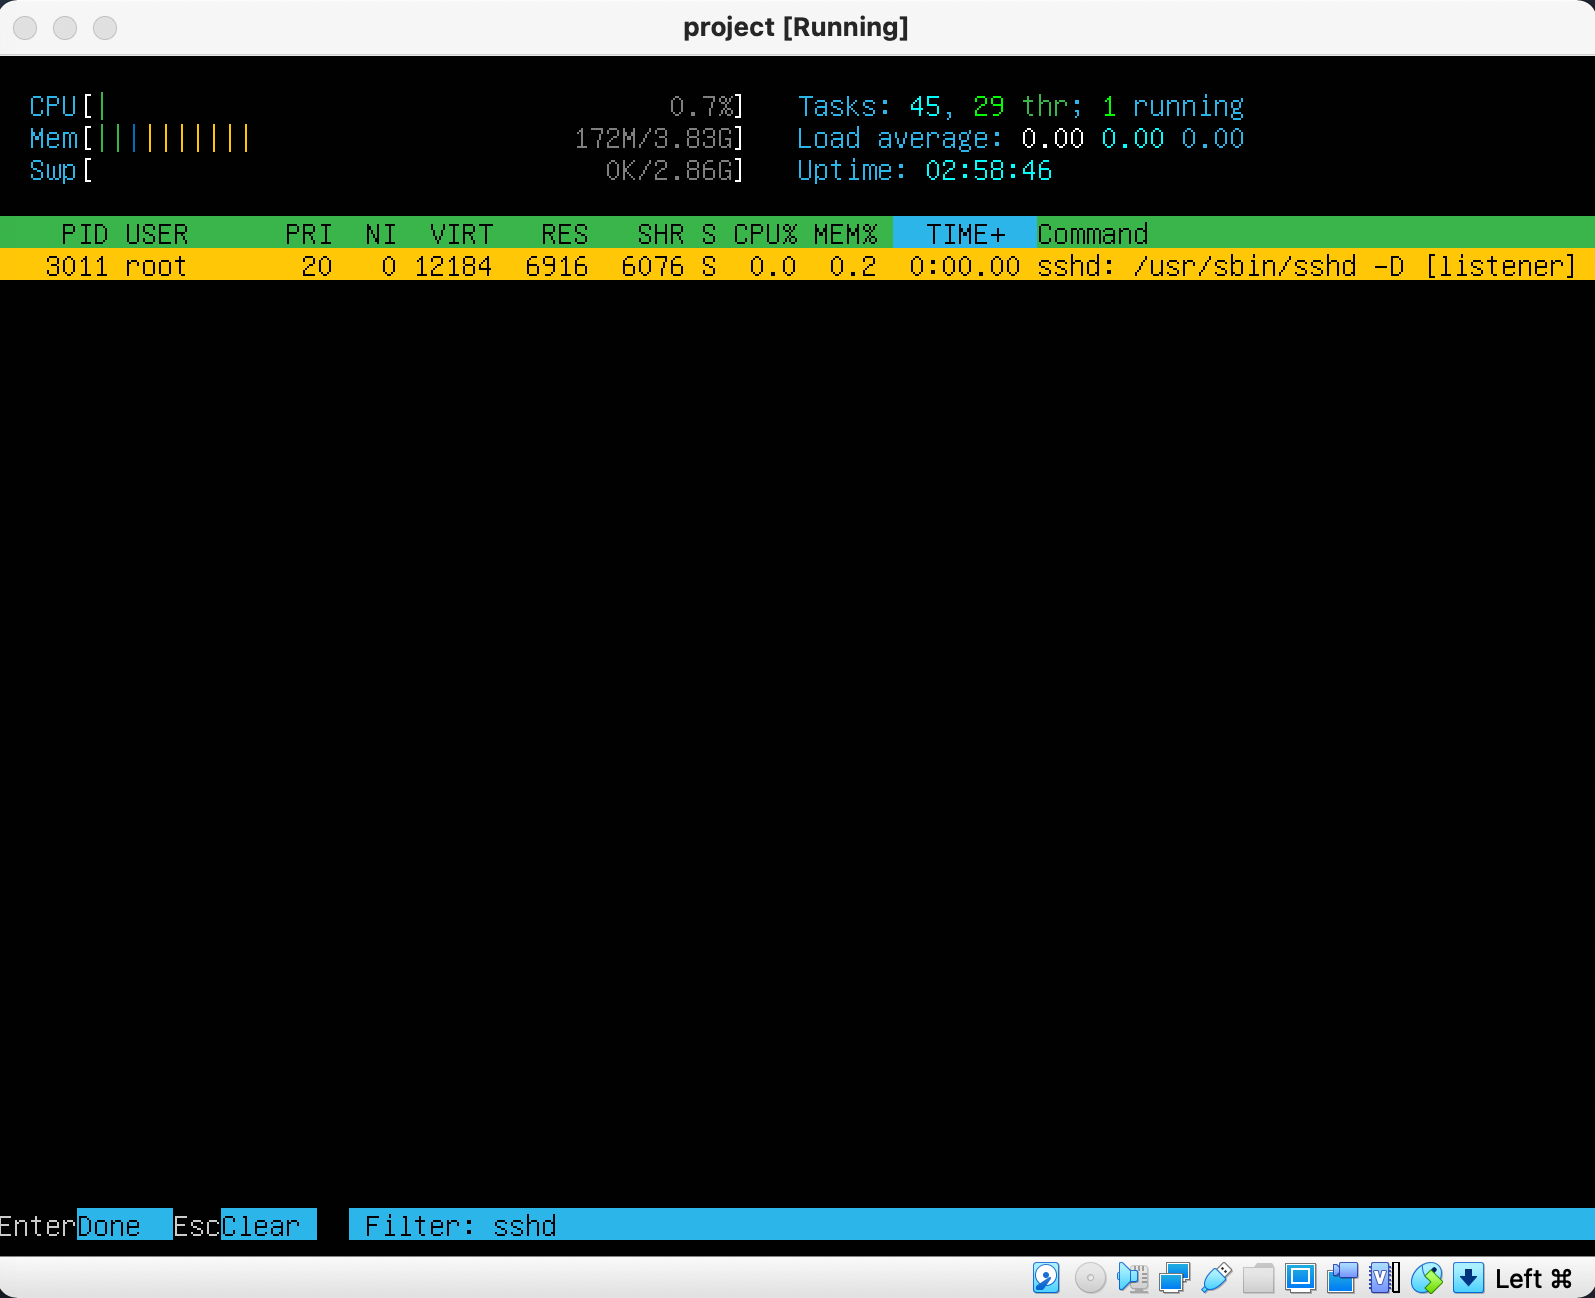 project [Running]
CPU[| 0.7%] Tasks: 45, 29 thr; 1 running
Mem[|||||||||| 172M/3.83G] Load average: 0.00 0.00 0.00
Swp[ 0K/2.86G] Uptime: 02:58:46
PID USER PRI NI VIRT RES SHR S CPU% MEM% TIME+ Command
3011 root 20 0 12184 6916 6076 S 0.0 0.2 0:00.00 sshd: /usr/sbin/sshd -D [listener]
EnterDone EscClear Filter: sshd
Left ⌘